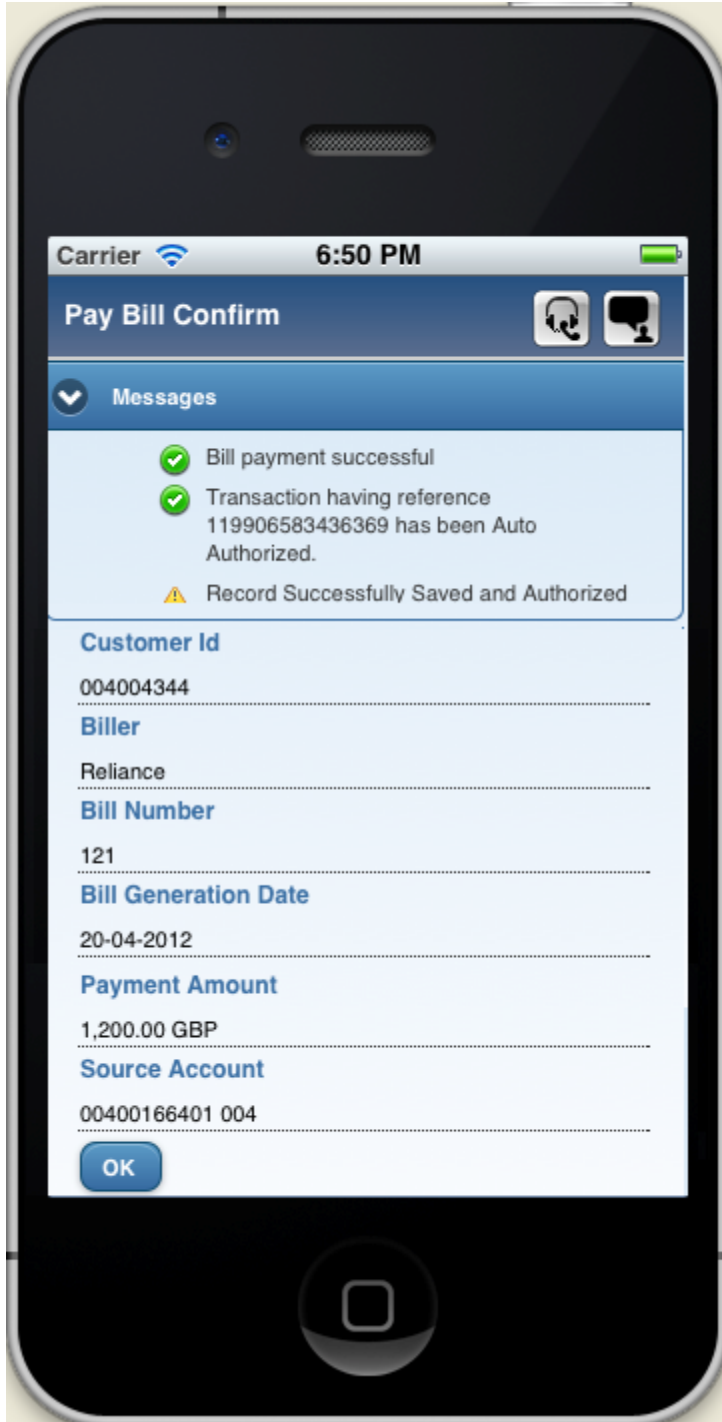 Carrier 6:50 PM
Pay Bill Confirm
Messages
Bill payment successful
Transaction having reference
119906583436369 has been Auto
Authorized.
Record Successfully Saved and Authorized
Customer Id
004004344
Biller
Reliance
Bill Number
121
Bill Generation Date
20-04-2012
Payment Amount
1,200.00 GBP
Source Account
00400166401 004
OK